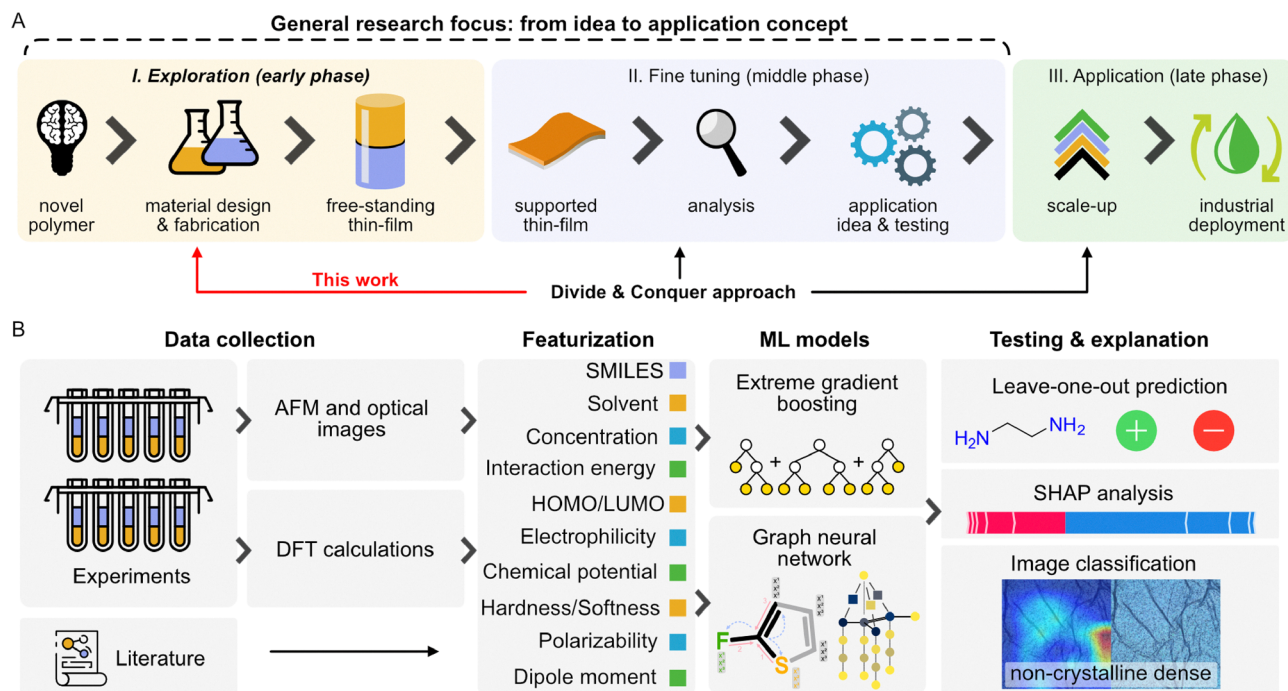 A
General research focus: from idea to application concept
I. Exploration (early phase)
II. Fine tuning (middle phase)
III. Application (late phase)
novel
polymer
material design
& fabrication
free-standing
thin-film
supported
thin-film
analysis
application
idea & testing
scale-up
industrial
deployment
This work
Divide & Conquer approach
B
Data collection
Featurization
ML models
Testing & explanation
Experiments
Literature
AFM and optical
images
DFT calculations
SMILES
Solvent
Concentration
Interaction energy
HOMO/LUMO
Electrophilicity
Chemical potential
Hardness/Softness
Polarizability
Dipole moment
Extreme gradient
boosting
+ +
Graph neural
network
F
S
Leave-one-out prediction
H₂N NH₂ + −
SHAP analysis
Image classification
non-crystalline dense